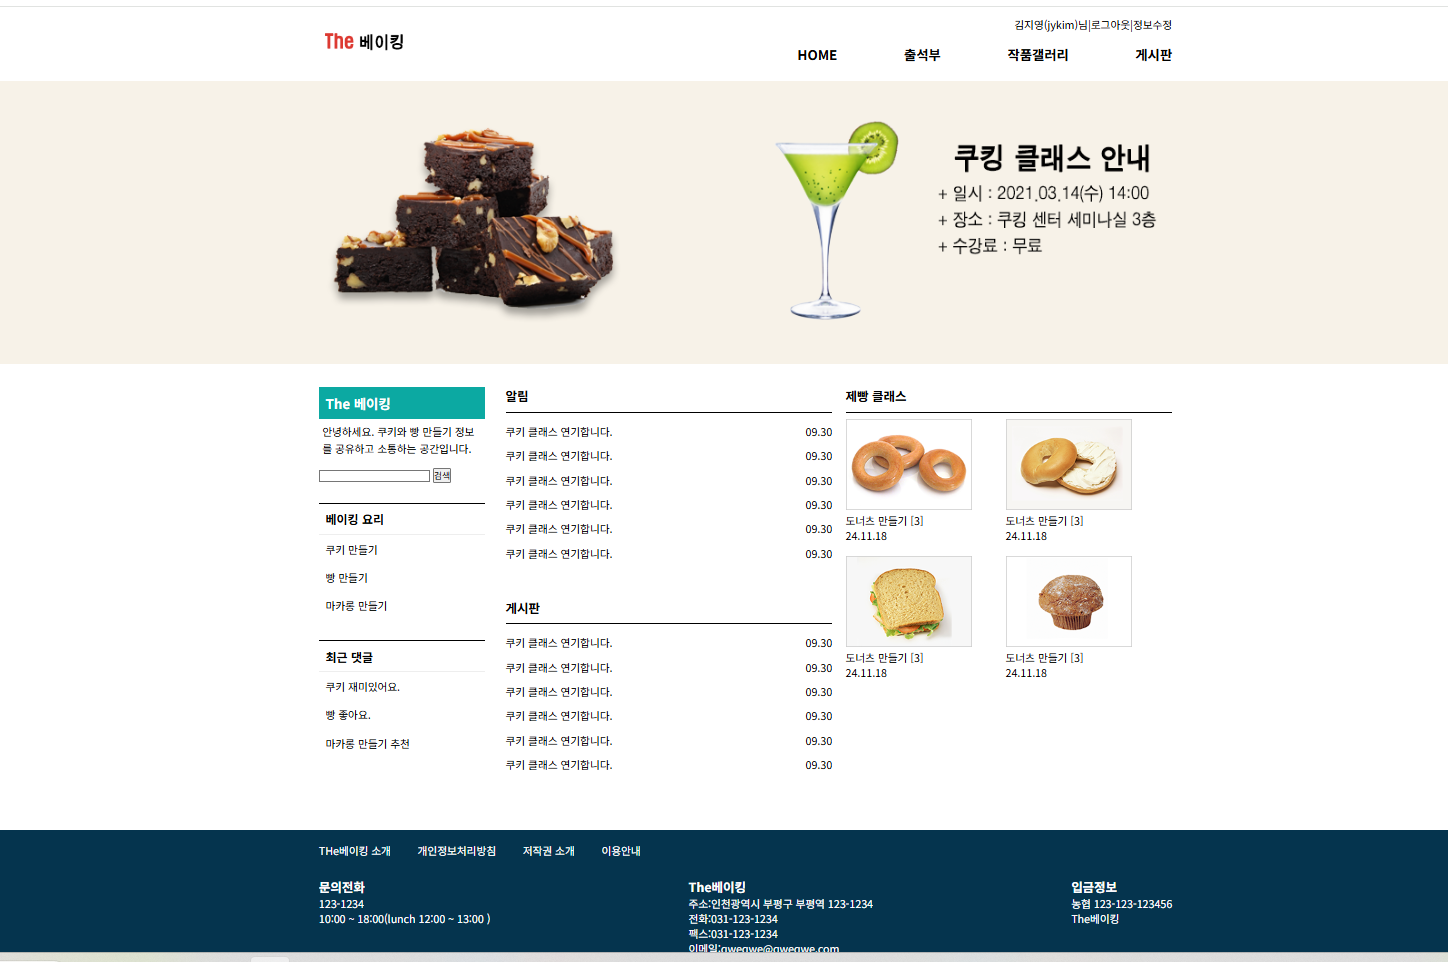 김지영(jykim)님|로그아웃|정보수정
The 베이킹
HOME 출석부 작품갤러리 게시판
쿠킹 클래스 안내
+ 일시 : 2021.03.14(수) 14:00
+ 장소 : 쿠킹 센터 세미나실 3층
+ 수강료 : 무료
The 베이킹
안녕하세요. 쿠키와 빵 만들기 정보
를 공유하고 소통하는 공간입니다.
검색
베이킹 요리
쿠키 만들기
빵 만들기
마카롱 만들기
최근 댓글
쿠키 재미있어요.
빵 좋아요.
마카롱 만들기 추천
알림
쿠키 클래스 연기합니다. 09.30
쿠키 클래스 연기합니다. 09.30
쿠키 클래스 연기합니다. 09.30
쿠키 클래스 연기합니다. 09.30
쿠키 클래스 연기합니다. 09.30
쿠키 클래스 연기합니다. 09.30
게시판
쿠키 클래스 연기합니다. 09.30
쿠키 클래스 연기합니다. 09.30
쿠키 클래스 연기합니다. 09.30
쿠키 클래스 연기합니다. 09.30
쿠키 클래스 연기합니다. 09.30
쿠키 클래스 연기합니다. 09.30
제빵 클래스
도너츠 만들기 [3]
24.11.18
도너츠 만들기 [3]
24.11.18
도너츠 만들기 [3]
24.11.18
도너츠 만들기 [3]
24.11.18
THe베이킹 소개 개인정보처리방침 저작권 소개 이용안내
문의전화
123-1234
10:00 ~ 18:00(lunch 12:00 ~ 13:00 )
The베이킹
주소:인천광역시 부평구 부평역 123-1234
전화:031-123-1234
팩스:031-123-1234
이메일:qweqwe@qweqwe.com
입금정보
농협 123-123-123456
The베이킹